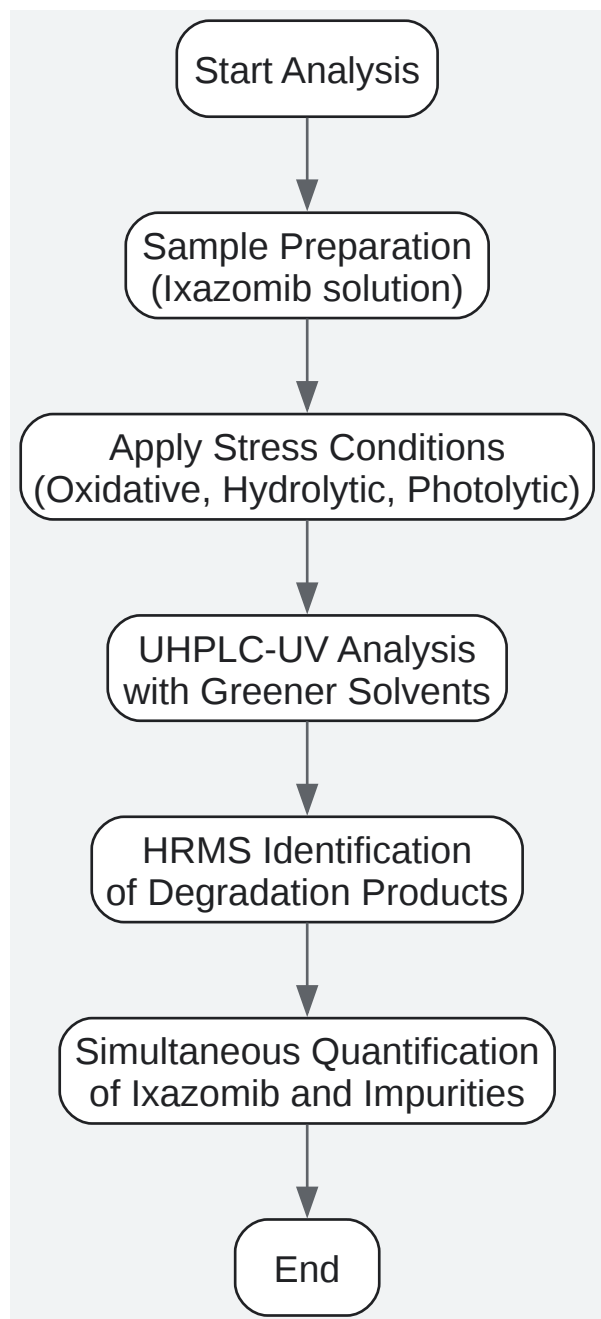 Start Analysis
Sample Preparation
(Ixazomib solution)
Apply Stress Conditions
(Oxidative, Hydrolytic, Photolytic)
UHPLC-UV Analysis
with Greener Solvents
HRMS Identification
of Degradation Products
Simultaneous Quantification
of Ixazomib and Impurities
End